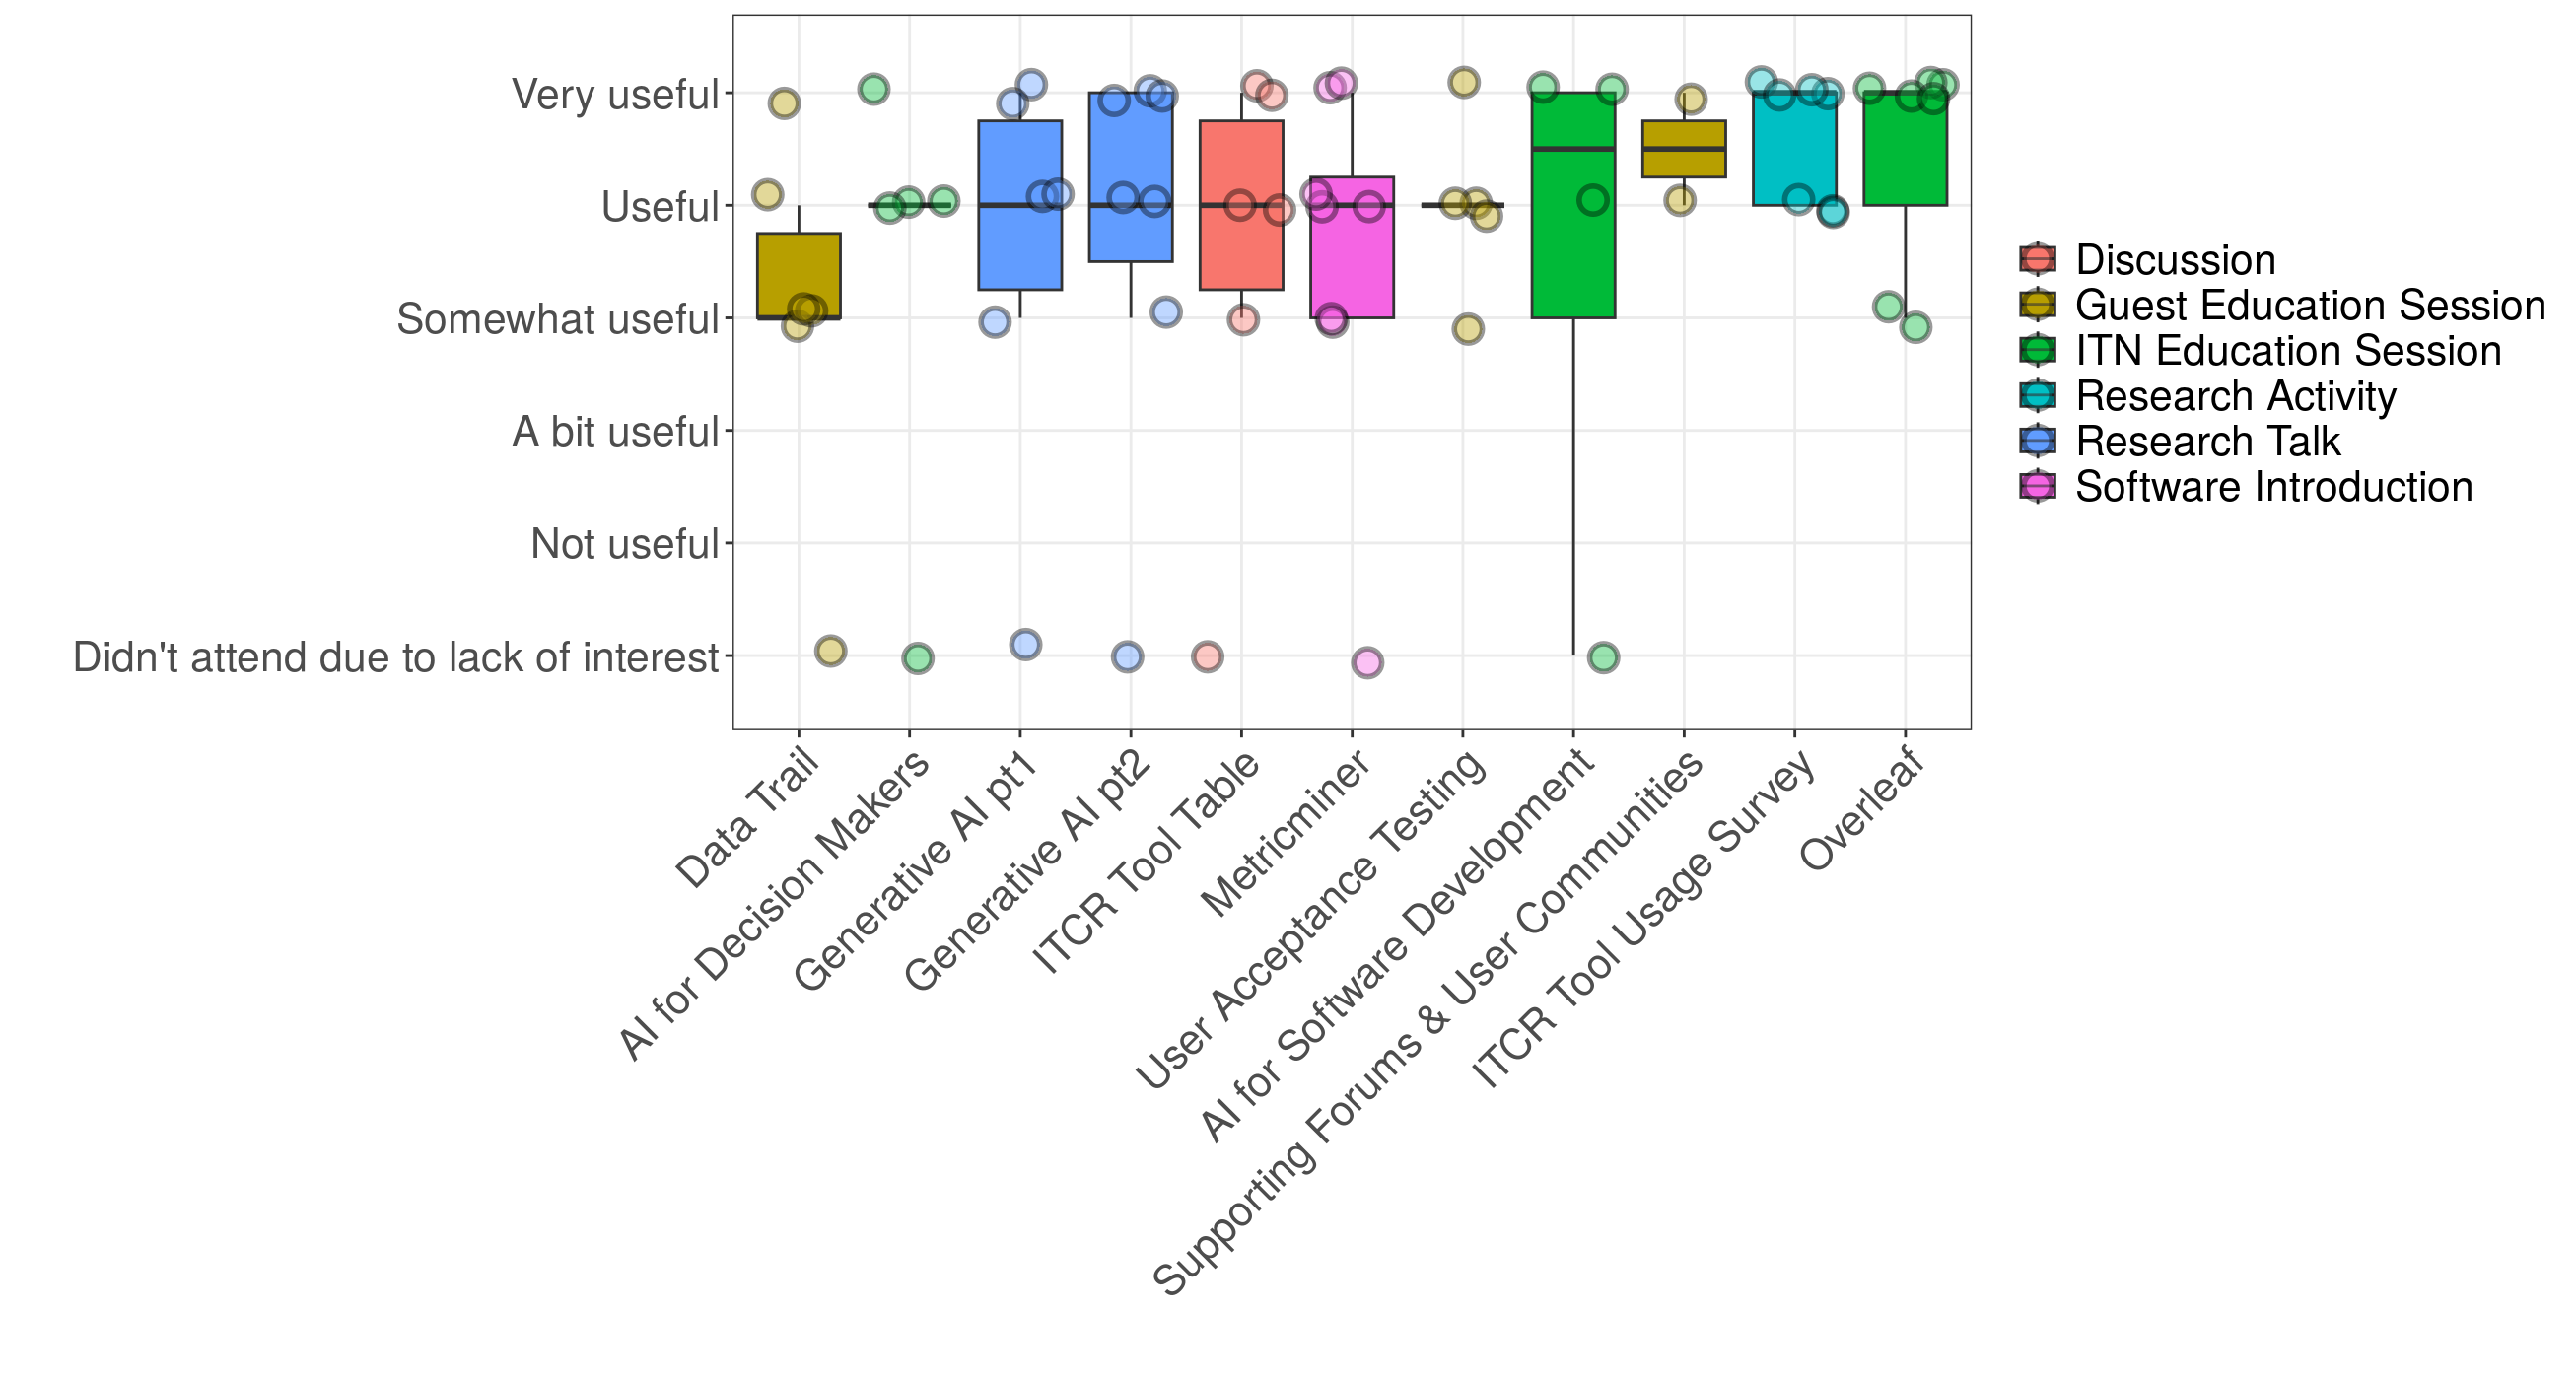 Very useful
Useful
Somewhat useful
A bit useful
Not useful
Didn't attend due to lack of interest
Data Trail
AI for Decision Makers
Generative AI pt1
Generative AI pt2
ITCR Tool Table
Metricminer
User Acceptance Testing
AI for Software Development
Supporting Forums & User Communities
ITCR Tool Usage Survey
Overleaf
Discussion
Guest Education Session
ITN Education Session
Research Activity
Research Talk
Software Introduction